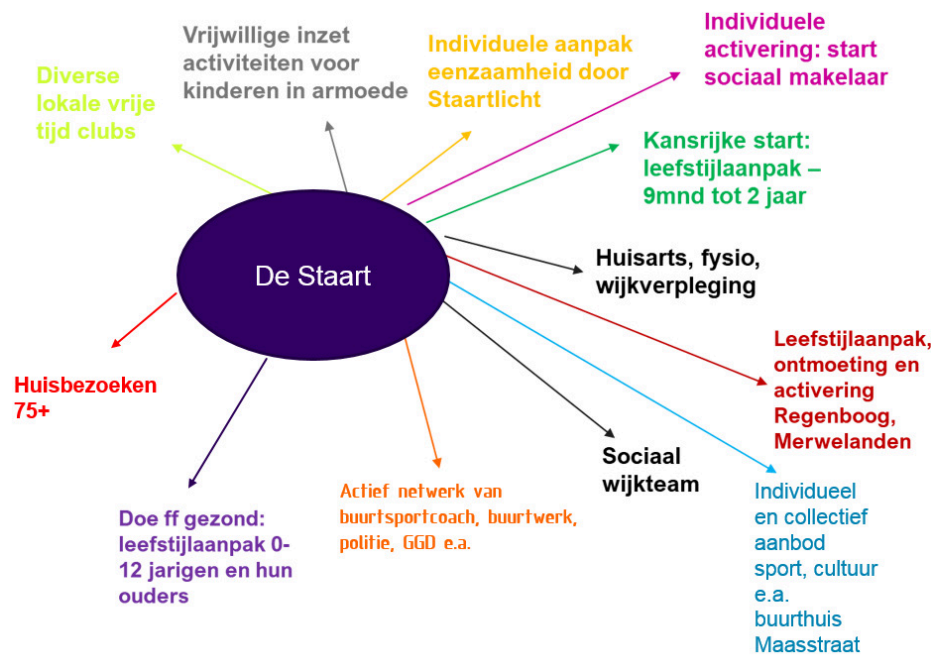 Diverse
lokale vrije
tijd clubs
Vrijwillige inzet
activiteiten voor
kinderen in armoede
Individuele aanpak
eenzaamheid door
Staartlicht
Individuele
activering: start
sociaal makelaar
Kansrijke start:
leefstijlaanpak –
9mnd tot 2 jaar
De Staart
Huisarts, fysio,
wijkverpleging
Leefstijlaanpak,
ontmoeting en
activering
Regenboog,
Merwelanden
Huisbezoeken
75+
Sociaal
wijkteam
Doe ff gezond:
leefstijlaanpak 0-
12 jarigen en hun
ouders
Actief netwerk van
buurtsportcoach, buurtwerk,
politie, GGD e.a.
Individueel
en collectief
aanbod
sport, cultuur
e.a.
buurthuis
Maasstraat